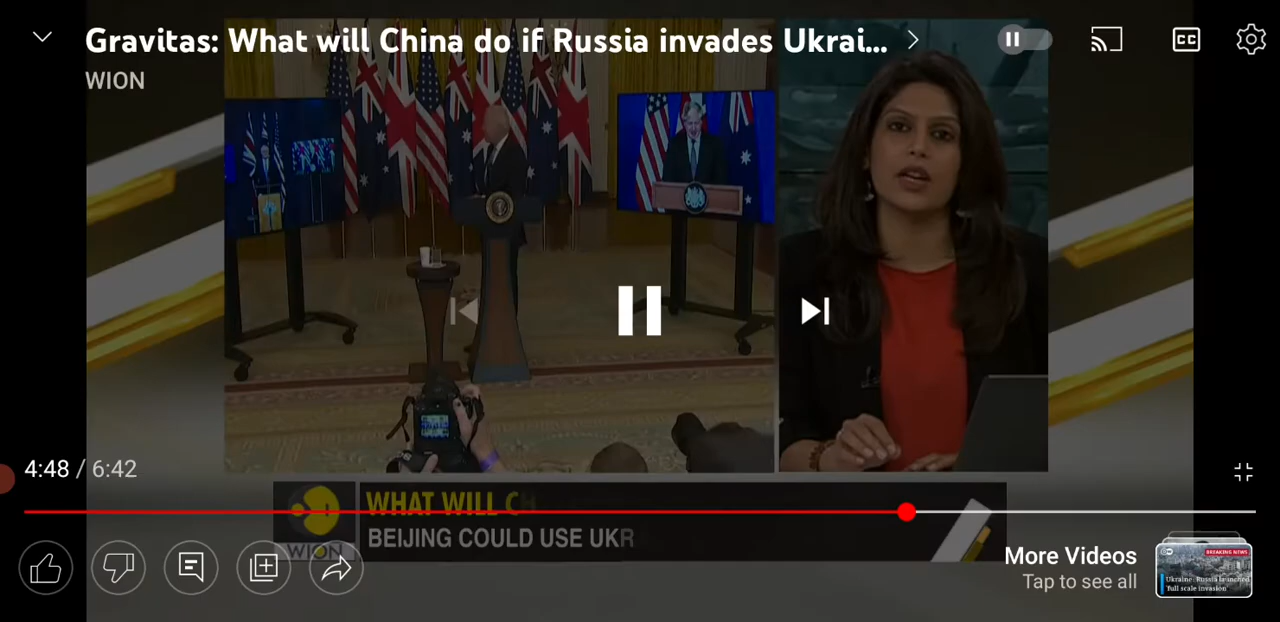 Gravitas: What will China do if Russia invades Ukrai...
CC
WION
4:48 / 6:42
WHAT WILL CH
BEIJING COULD USE UKR
WION
More Videos
Tap to see all
BREAKING NEWS
Ukraine: Russia launched
'full scale invasion'